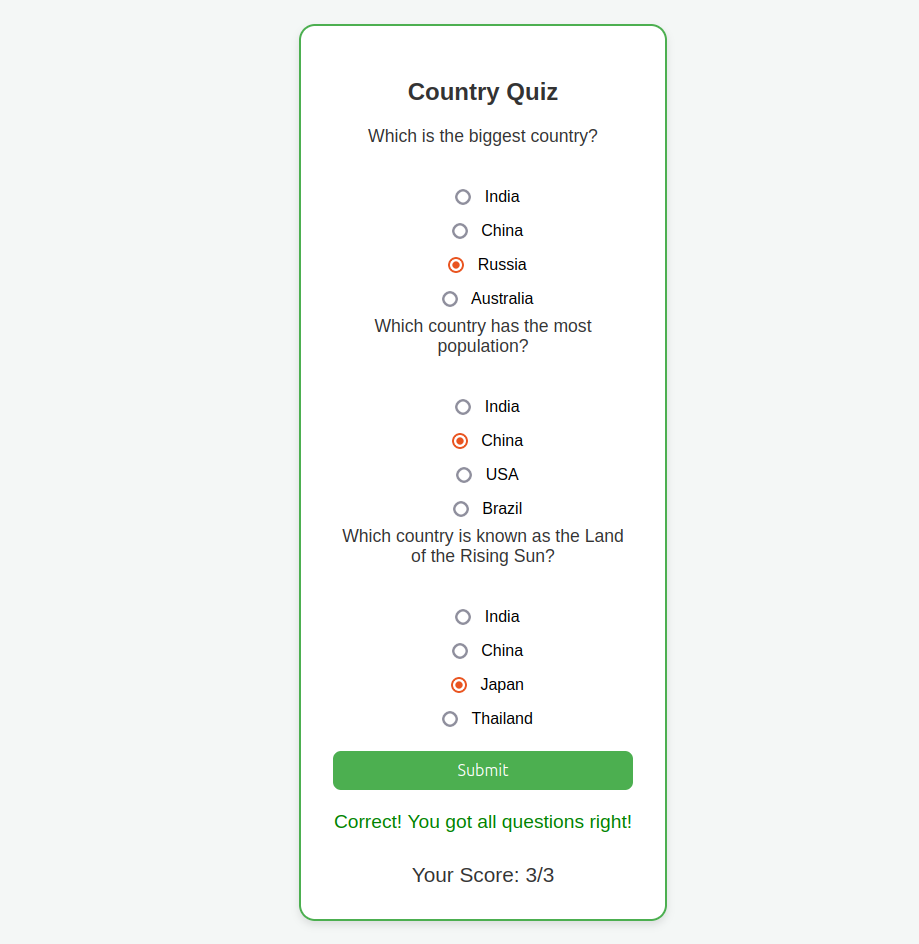 Country Quiz
Which is the biggest country?
India
China
Russia
Australia
Which country has the most
population?
India
China
USA
Brazil
Which country is known as the Land
of the Rising Sun?
India
China
Japan
Thailand
Submit
Correct! You got all questions right!
Your Score: 3/3